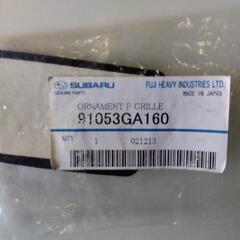 SUBARU
GENUINE PARTS
FUJI HEAVY INDUSTRIES LTD.
MADE IN JAPAN
ORNAMENT F GRILLE
91053GA160
QTY
1 021213